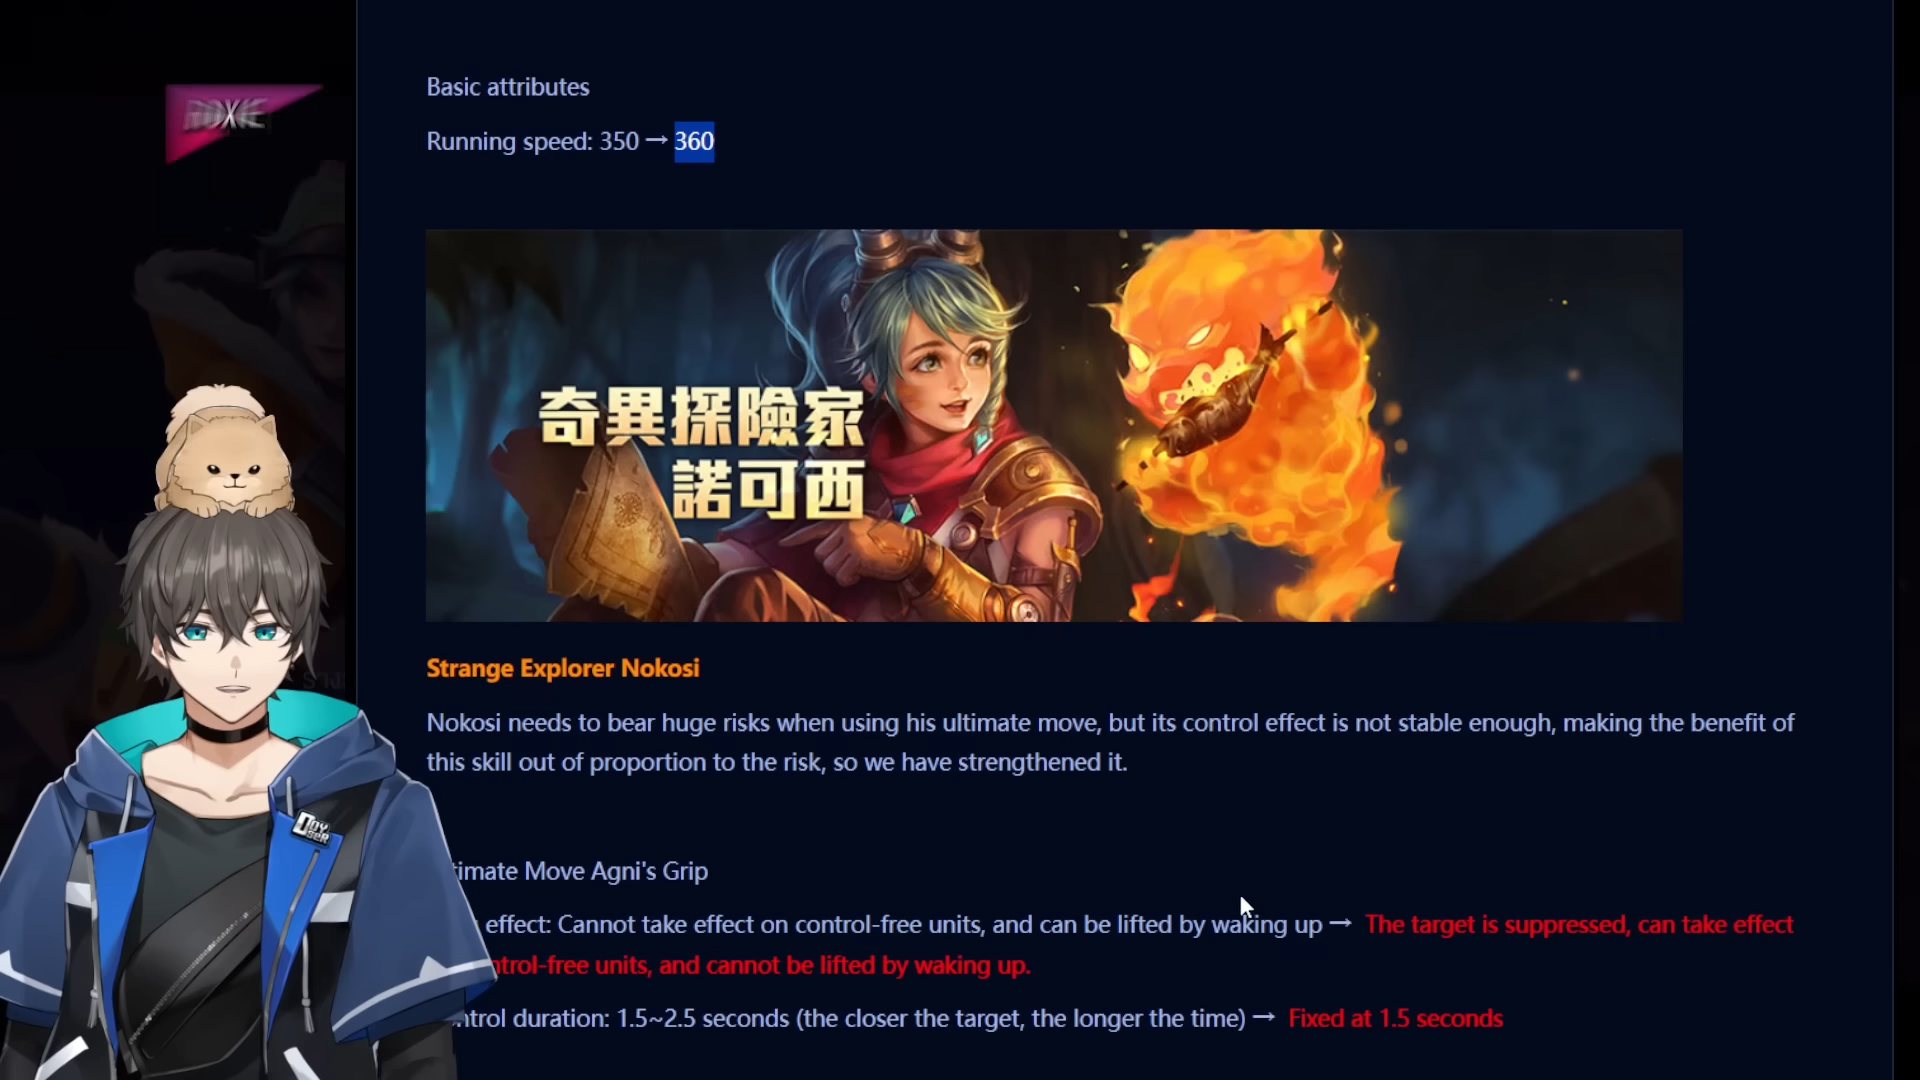 Basic attributes
ROXIE
Running speed: 350 → 360
奇異探險家
諾可西
Strange Explorer Nokosi
Nokosi needs to bear huge risks when using his ultimate move, but its control effect is not stable enough, making the benefit of
this skill out of proportion to the risk, so we have strengthened it.
timate Move Agni's Grip
effect: Cannot take effect on control-free units, and can be lifted by waking up → The target is suppressed, can take effect
ntrol-free units, and cannot be lifted by waking up.
ntrol duration: 1.5~2.5 seconds (the closer the target, the longer the time) → Fixed at 1.5 seconds